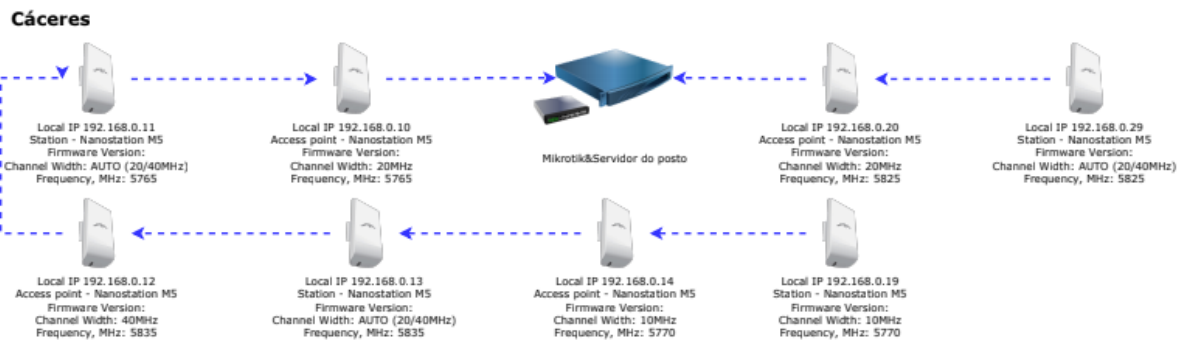 Cáceres
Local IP 192.168.0.11
Station - Nanostation M5
Firmware Version:
Channel Width: AUTO (20/40MHz)
Frequency, MHz: 5765
Local IP 192.168.0.10
Access point - Nanostation M5
Firmware Version:
Channel Width: 20MHz
Frequency, MHz: 5765
Mikrotik&Servidor do posto
Local IP 192.168.0.20
Access point - Nanostation M5
Firmware Version:
Channel Width: 20MHz
Frequency, MHz: 5825
Local IP 192.168.0.29
Station - Nanostation M5
Firmware Version:
Channel Width: AUTO (20/40MHz)
Frequency, MHz: 5825
Local IP 192.168.0.12
Access point - Nanostation M5
Firmware Version:
Channel Width: 40MHz
Frequency, MHz: 5835
Local IP 192.168.0.13
Station - Nanostation M5
Firmware Version:
Channel Width: AUTO (20/40MHz)
Frequency, MHz: 5835
Local IP 192.168.0.14
Access point - Nanostation M5
Firmware Version:
Channel Width: 10MHz
Frequency, MHz: 5770
Local IP 192.168.0.19
Station - Nanostation M5
Firmware Version:
Channel Width: 10MHz
Frequency, MHz: 5770